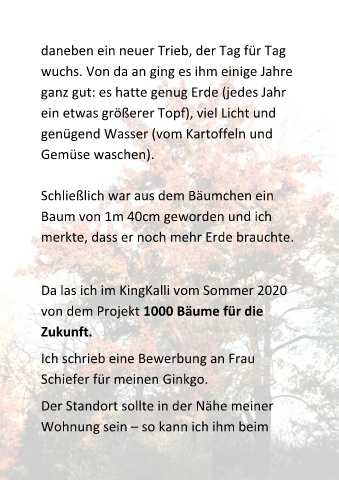 daneben ein neuer Trieb, der Tag für Tag
wuchs. Von da an ging es ihm einige Jahre
ganz gut: es hatte genug Erde (jedes Jahr
ein etwas größerer Topf), viel Licht und
genügend Wasser (vom Kartoffeln und
Gemüse waschen).
Schließlich war aus dem Bäumchen ein
Baum von 1m 40cm geworden und ich
merkte, dass er noch mehr Erde brauchte.
Da las ich im KingKalli vom Sommer 2020
von dem Projekt 1000 Bäume für die
Zukunft.
Ich schrieb eine Bewerbung an Frau
Schiefer für meinen Ginkgo.
Der Standort sollte in der Nähe meiner
Wohnung sein – so kann ich ihm beim